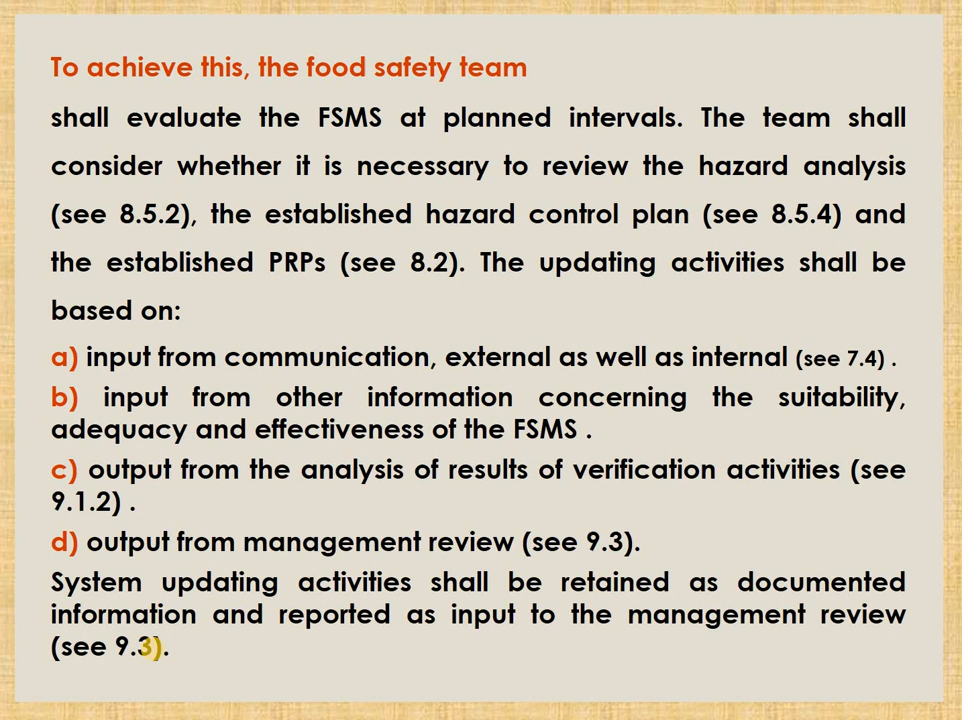 To achieve this, the food safety team
shall evaluate the FSMS at planned intervals. The team shall
consider whether it is necessary to review the hazard analysis
(see 8.5.2), the established hazard control plan (see 8.5.4) and
the established PRPs (see 8.2). The updating activities shall be
based on:
a) input from communication, external as well as internal (see 7.4) .
b) input from other information concerning the suitability,
adequacy and effectiveness of the FSMS .
c) output from the analysis of results of verification activities (see
9.1.2) .
d) output from management review (see 9.3).
System updating activities shall be retained as documented
information and reported as input to the management review
(see 9.3).